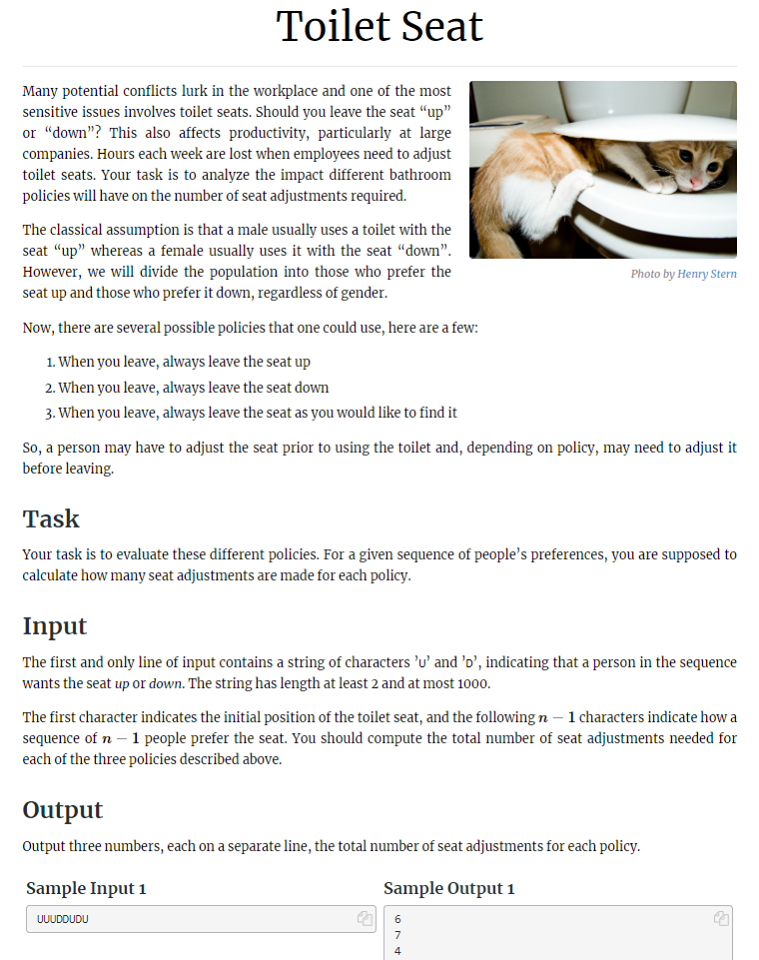 Toilet Seat
Many potential conflicts lurk in the workplace and one of the most
sensitive issues involves toilet seats. Should you leave the seat “up”
or “down”? This also affects productivity, particularly at large
companies. Hours each week are lost when employees need to adjust
toilet seats. Your task is to analyze the impact different bathroom
policies will have on the number of seat adjustments required.
The classical assumption is that a male usually uses a toilet with the
seat “up” whereas a female usually uses it with the seat “down”.
However, we will divide the population into those who prefer the
seat up and those who prefer it down, regardless of gender.
Photo by Henry Stern
Now, there are several possible policies that one could use, here are a few:
1. When you leave, always leave the seat up
2. When you leave, always leave the seat down
3. When you leave, always leave the seat as you would like to find it
So, a person may have to adjust the seat prior to using the toilet and, depending on policy, may need to adjust it
before leaving.
Task
Your task is to evaluate these different policies. For a given sequence of people’s preferences, you are supposed to
calculate how many seat adjustments are made for each policy.
Input
The first and only line of input contains a string of characters ’U’ and ’D’, indicating that a person in the sequence
wants the seat up or down. The string has length at least 2 and at most 1000.
The first character indicates the initial position of the toilet seat, and the following n − 1 characters indicate how a
sequence of n − 1 people prefer the seat. You should compute the total number of seat adjustments needed for
each of the three policies described above.
Output
Output three numbers, each on a separate line, the total number of seat adjustments for each policy.
Sample Input 1
UUUDDUDU
Sample Output 1
6
7
4